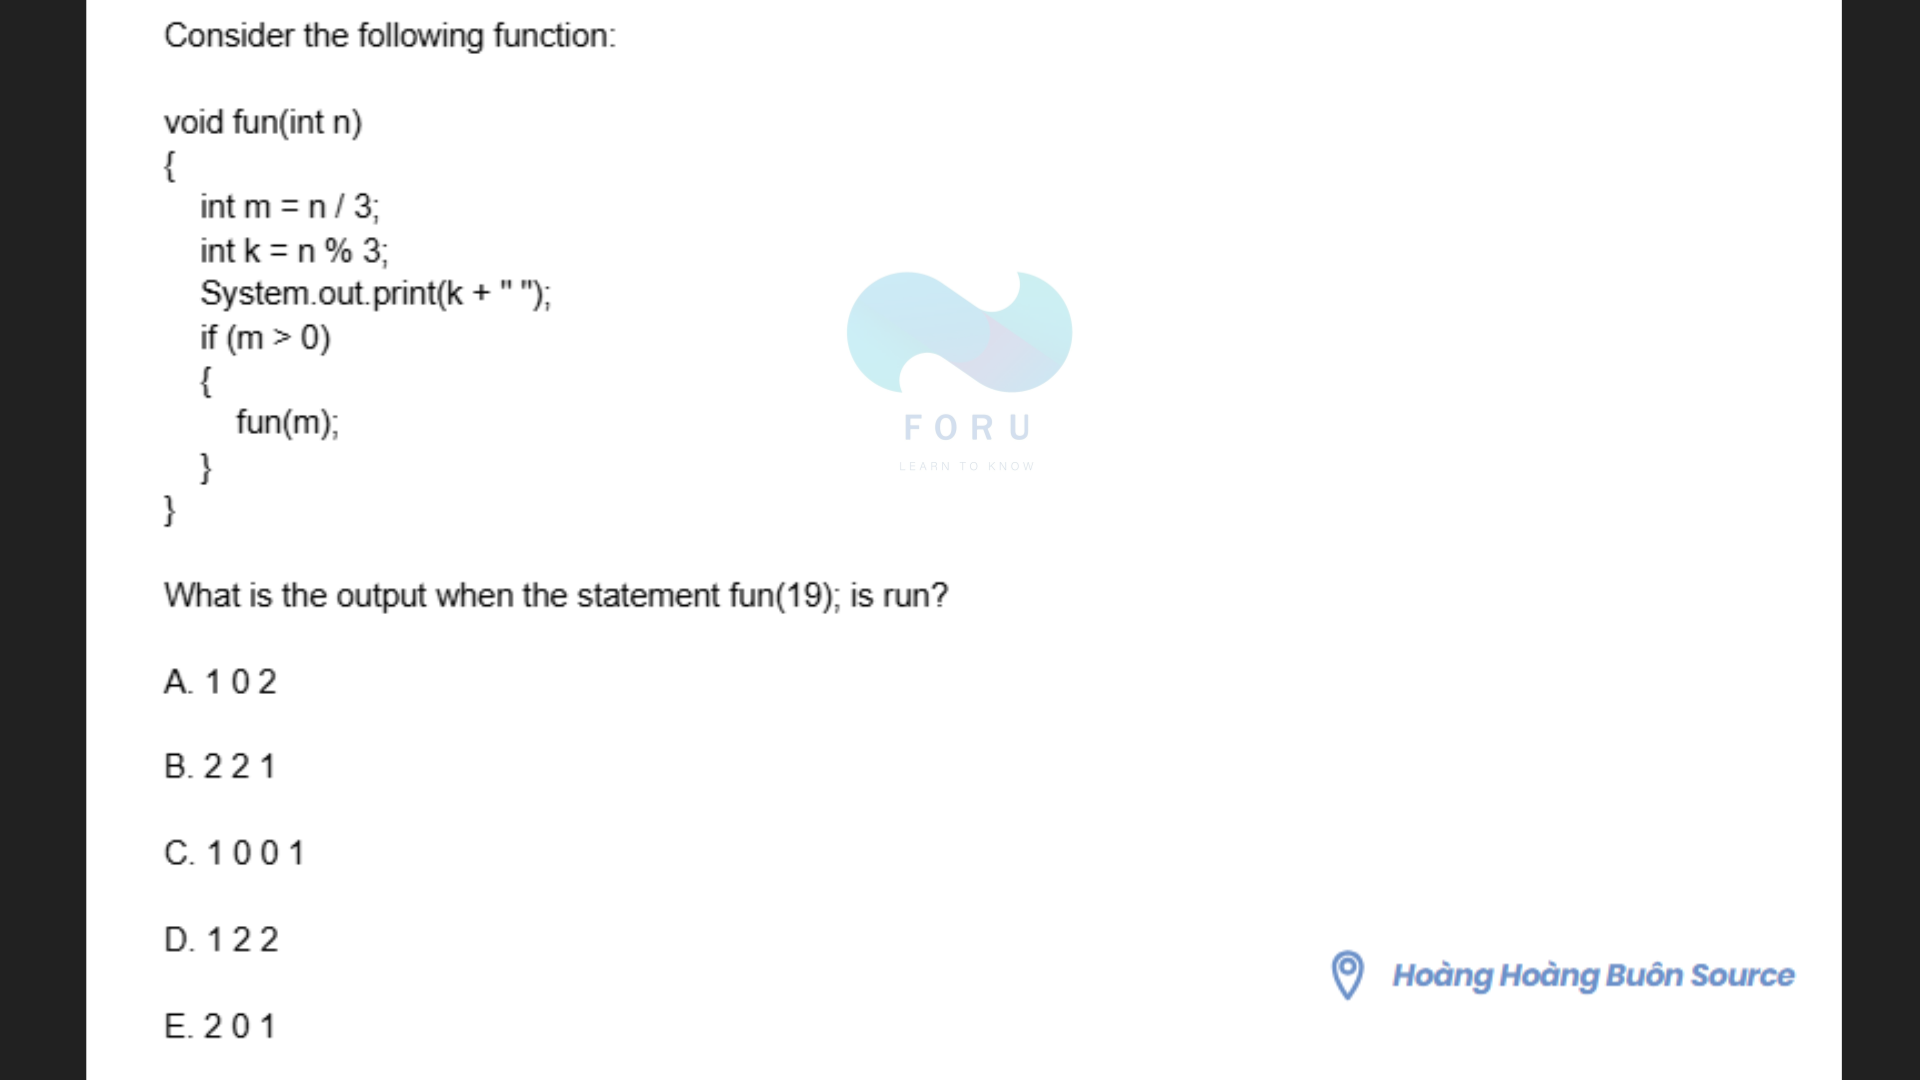 Consider the following function:
void fun(int n)
{
int m = n / 3;
int k = n % 3;
System.out.print(k + " ");
if (m > 0)
{
fun(m);
}
}
FORU
LEARN TO KNOW
What is the output when the statement fun(19); is run?
A. 1 0 2
B. 2 2 1
C. 1 0 0 1
D. 1 2 2
E. 2 0 1
Hoàng Hoàng Buôn Source